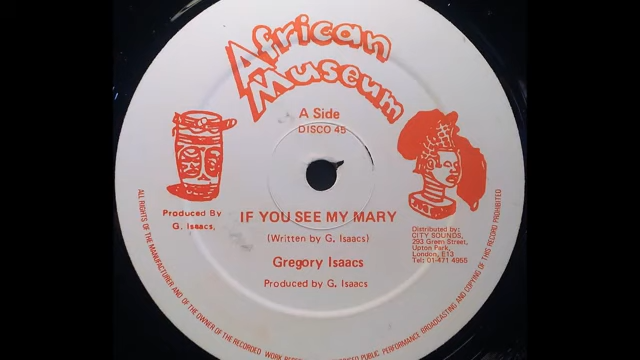 African
Museum
A Side
DISCO 45
Produced By
G. Isaacs,
IF YOU SEE MY MARY
(Written by G. Isaacs)
Gregory Isaacs
Produced by G. Isaacs
Distributed by:
CITY SOUNDS,
293 Green Street,
Upton Park,
London, E13
Tel: 01-471 4955
ALL RIGHTS OF THE MANUFACTURER AND OF THE OWNER OF THE RECORDED WORK PUBLIC PERFORMANCE BROADCASTING AND COPYING OF THIS RECORD PROHIBITED